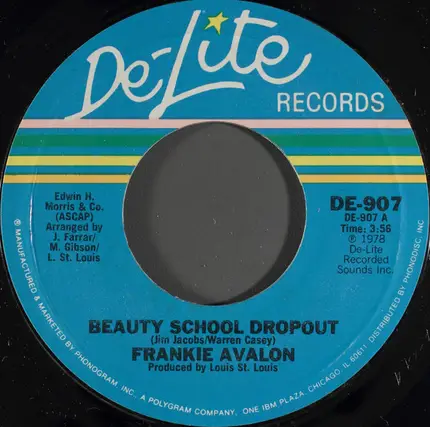 De-Lite
RECORDS
Edwin H.
Morris & Co.
(ASCAP)
Arranged by
J. Farrar/
M. Gibson/
L. St. Louis
DE-907
DE-907 A
Time: 3:56
℗ 1978
De-Lite
Recorded
Sounds Inc.
BEAUTY SCHOOL DROPOUT
(Jim Jacobs/Warren Casey)
FRANKIE AVALON
Produced by Louis St. Louis
® MANUFACTURED & MARKETED BY PHONOGRAM, INC., A POLYGRAM COMPANY, ONE IBM PLAZA, CHICAGO, IL 60611. DISTRIBUTED BY PHONODISC, INC